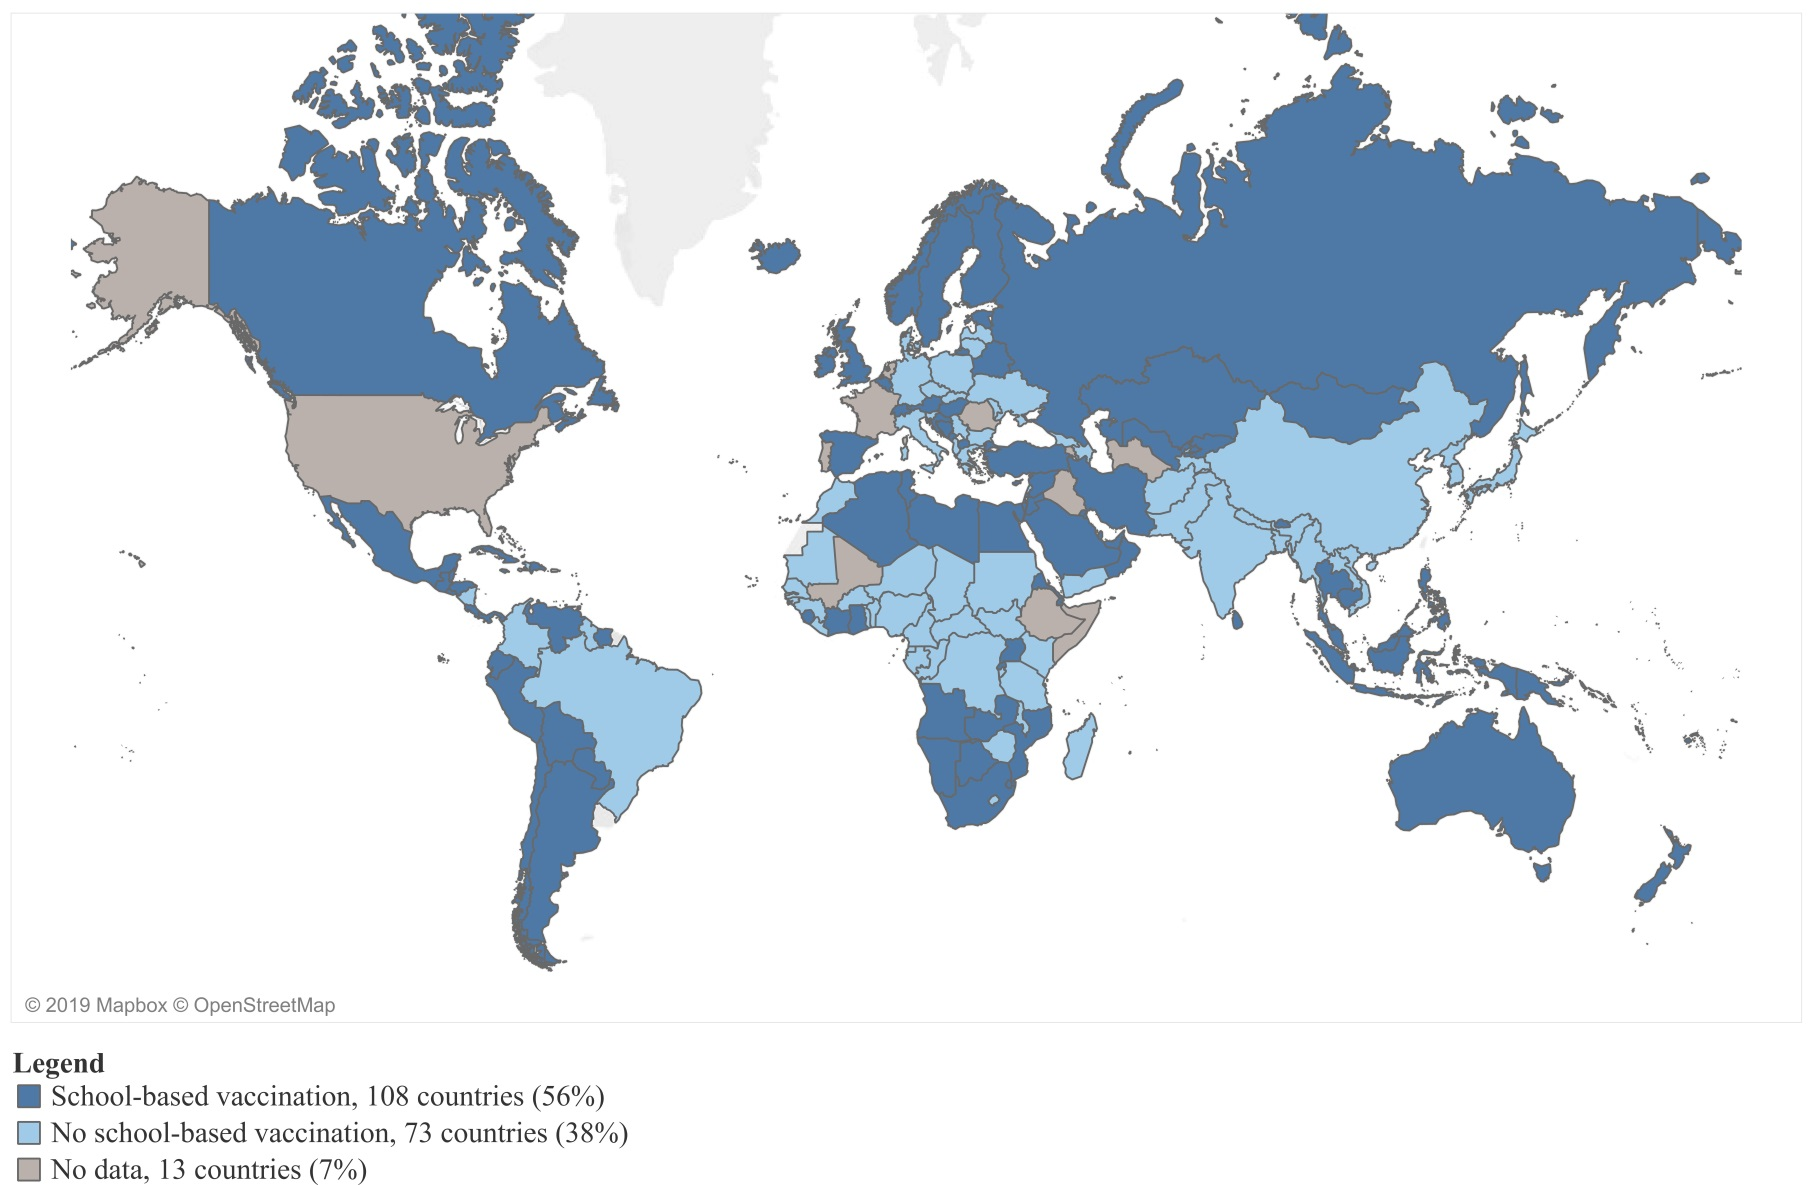 © 2019 Mapbox © OpenStreetMap
Legend
School-based vaccination, 108 countries (56%)
No school-based vaccination, 73 countries (38%)
No data, 13 countries (7%)